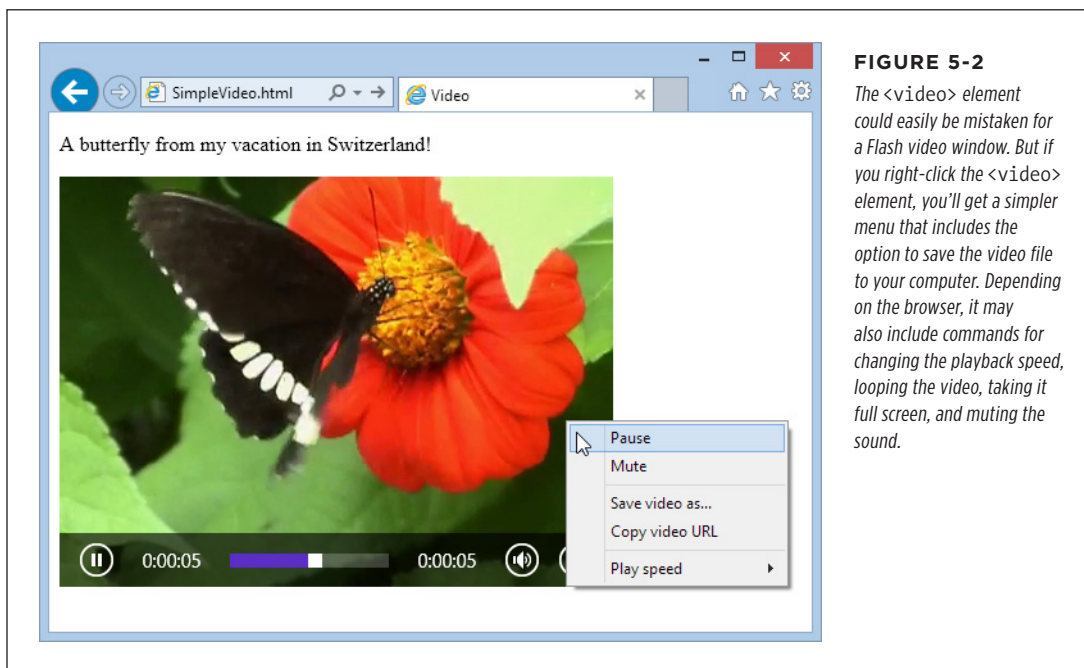 SimpleVideo.html
Video
A butterfly from my vacation in Switzerland!
Pause
Mute
Save video as...
Copy video URL
0:00:05
0:00:05
Play speed
FIGURE 5-2
The <video> element
could easily be mistaken for
a Flash video window. But if
you right-click the <video>
element, you’ll get a simpler
menu that includes the
option to save the video file
to your computer. Depending
on the browser, it may
also include commands for
changing the playback speed,
looping the video, taking it
full screen, and muting the
sound.